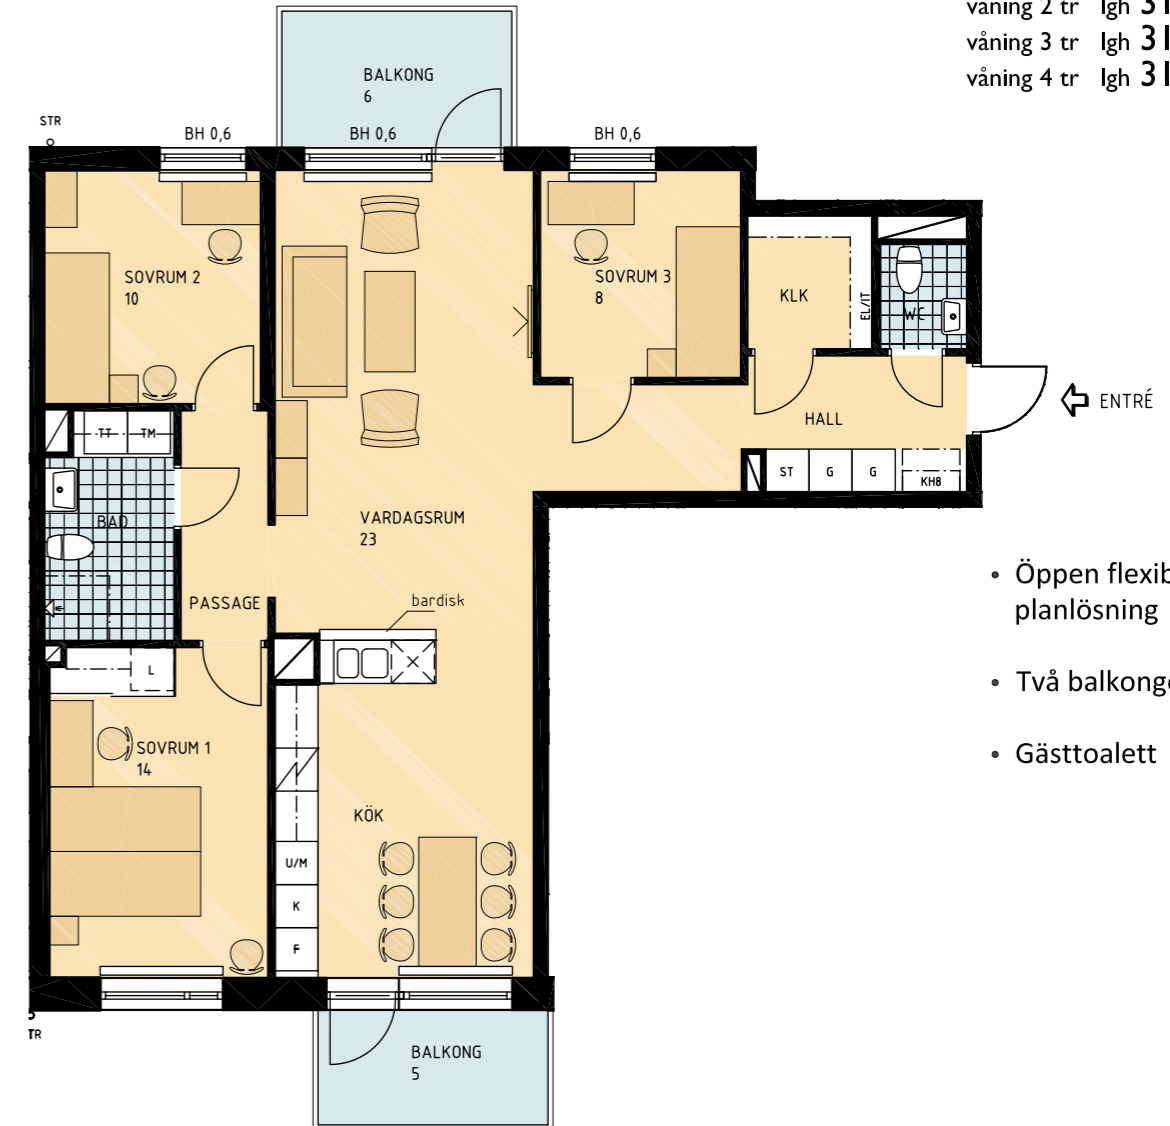 våning 2 tr lgh 31
våning 3 tr lgh 31
våning 4 tr lgh 31
BALKONG
6
STR
BH 0,6
BH 0,6
BH 0,6
SOVRUM 2
10
SOVRUM 3
8
KLK
EL/IT
WC
ENTRÉ
HALL
TT
TM
ST
G
G
KH8
BAD
VARDAGSRUM
23
PASSAGE
bardisk
L
SOVRUM 1
14
KÖK
U/M
K
F
BALKONG
5
TR
• Öppen flexib
planlösning
• Två balkong
• Gästtoalett